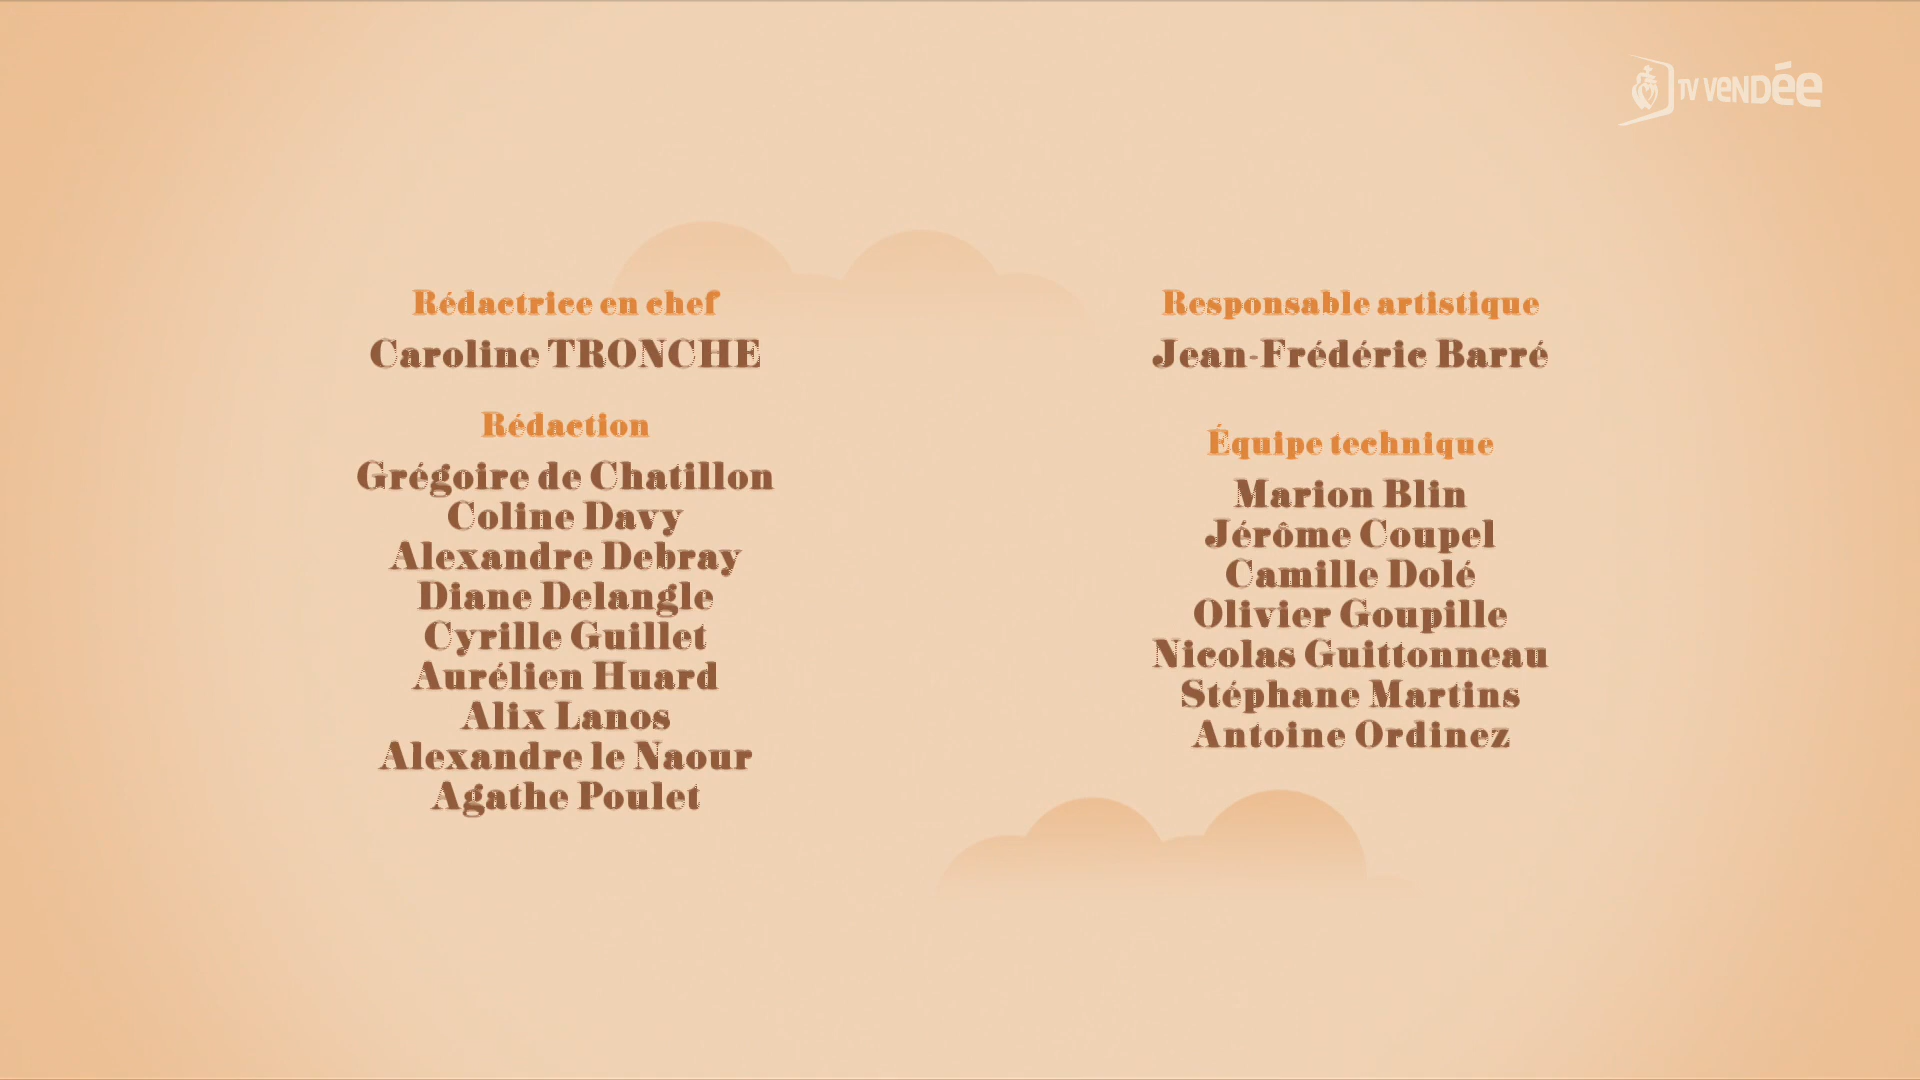 TV VENDÉE
Rédactrice en chef
Caroline TRONCHE
Rédaction
Grégoire de Chatillon
Coline Davy
Alexandre Debray
Diane Delangle
Cyrille Guillet
Aurélien Huard
Alix Lanos
Alexandre le Naour
Agathe Poulet
Responsable artistique
Jean-Frédéric Barré
Équipe technique
Marion Blin
Jérôme Coupel
Camille Dolé
Olivier Goupille
Nicolas Guittonneau
Stéphane Martins
Antoine Ordinez